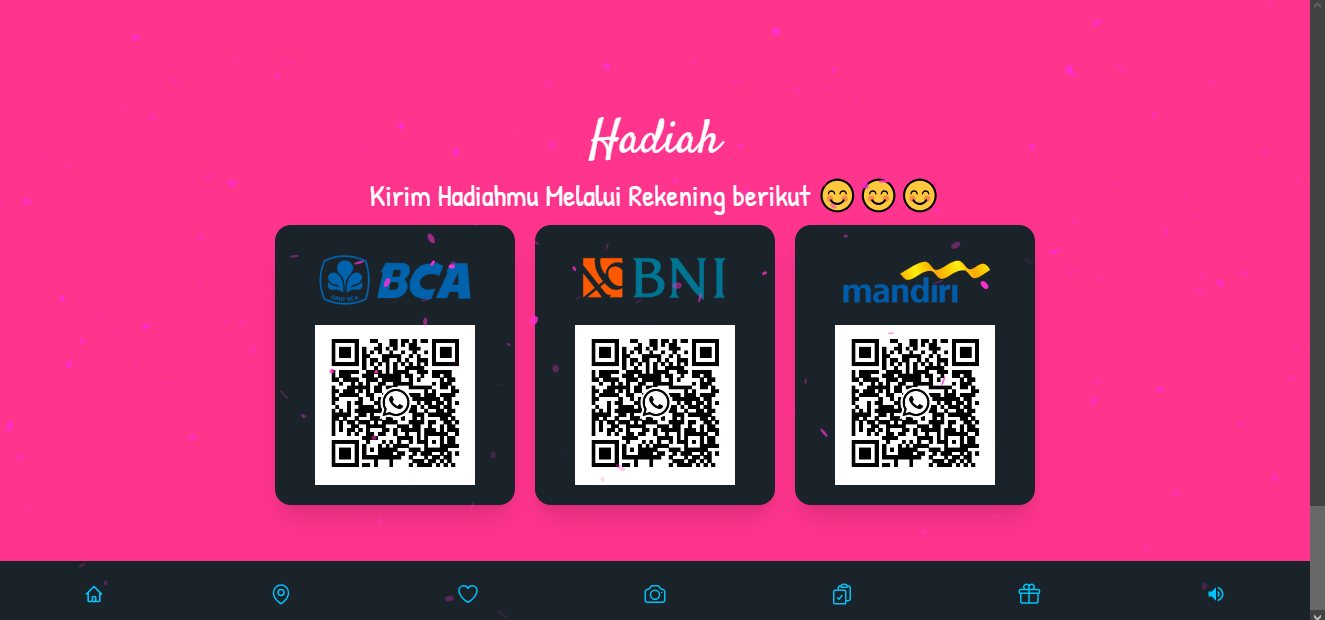 Hadiah
Kirim Hadiahmu Melalui Rekening berikut 😊😊😊
BCA
BNI
mandiri